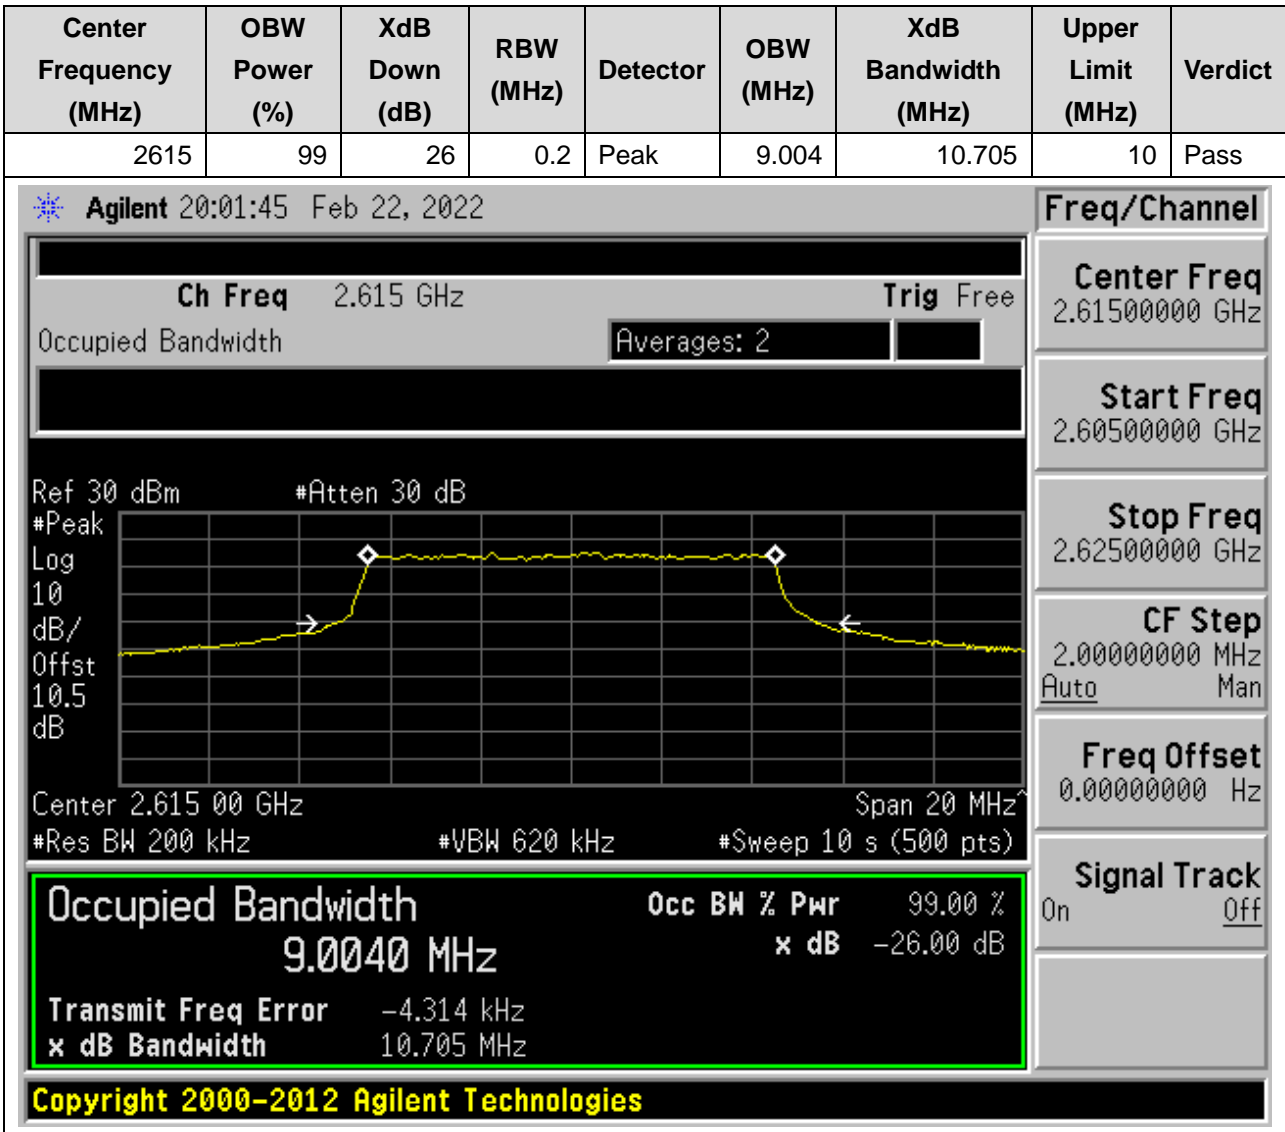 Center Frequency (MHz) OBW Power (%) XdB Down (dB) RBW (MHz) Detector OBW (MHz) XdB Bandwidth (MHz) Upper Limit (MHz) Verdict
2615 99 26 0.2 Peak 9.004 10.705 10 Pass
Agilent 20:01:45 Feb 22, 2022
Freq/Channel
Ch Freq 2.615 GHz Trig Free
Occupied Bandwidth Averages: 2
Ref 30 dBm #Atten 30 dB
#Peak
Log
10
dB/
Offst
10.5
dB
Center 2.615 00 GHz Span 20 MHz^
#Res BW 200 kHz #VBW 620 kHz #Sweep 10 s (500 pts)
Occupied Bandwidth Occ BW % Pwr 99.00 %
9.0040 MHz x dB -26.00 dB
Transmit Freq Error -4.314 kHz
x dB Bandwidth 10.705 MHz
Center Freq
2.61500000 GHz
Start Freq
2.60500000 GHz
Stop Freq
2.62500000 GHz
CF Step
2.00000000 MHz
Auto Man
Freq Offset
0.00000000 Hz
Signal Track
On Off
Copyright 2000-2012 Agilent Technologies